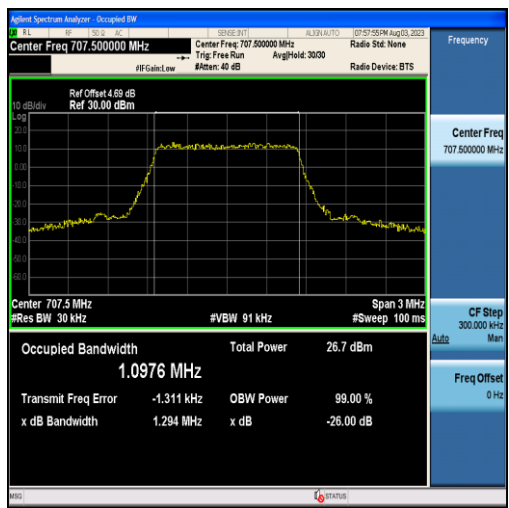 Agilent Spectrum Analyzer - Occupied BW
RL RF 50 Ω AC SENSE:INT ALIGN AUTO 07:57:55 PM Aug 03, 2023
Center Freq 707.500000 MHz
Center Freq: 707.500000 MHz
Radio Std: None
Trig: Free Run Avg|Hold: 30/30
#IFGain:Low #Atten: 40 dB Radio Device: BTS
Frequency
Ref Offset 4.69 dB
10 dB/div Ref 30.00 dBm
Log
20.0
10.0
0.00
-10.0
-20.0
-30.0
-40.0
-50.0
-60.0
Center 707.5 MHz Span 3 MHz
#Res BW 30 kHz #VBW 91 kHz #Sweep 100 ms
Occupied Bandwidth Total Power 26.7 dBm
1.0976 MHz
Transmit Freq Error -1.311 kHz OBW Power 99.00 %
x dB Bandwidth 1.294 MHz x dB -26.00 dB
Center Freq
707.500000 MHz
CF Step
300.000 kHz
Auto Man
Freq Offset
0 Hz
MSG STATUS